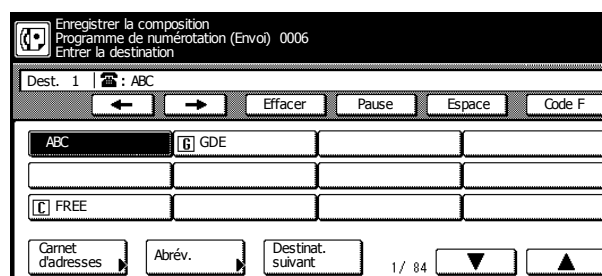 Enregistrer la composition
Programme de numérotation (Envoi) 0006
Entrer la destination
Dest. 1 ☎: ABC
← → Effacer Pause Espace Code F
ABC G GDE
C FREE
Carnet d'adresses Abrév. Destinat. suivant 1/ 84 ▼ ▲